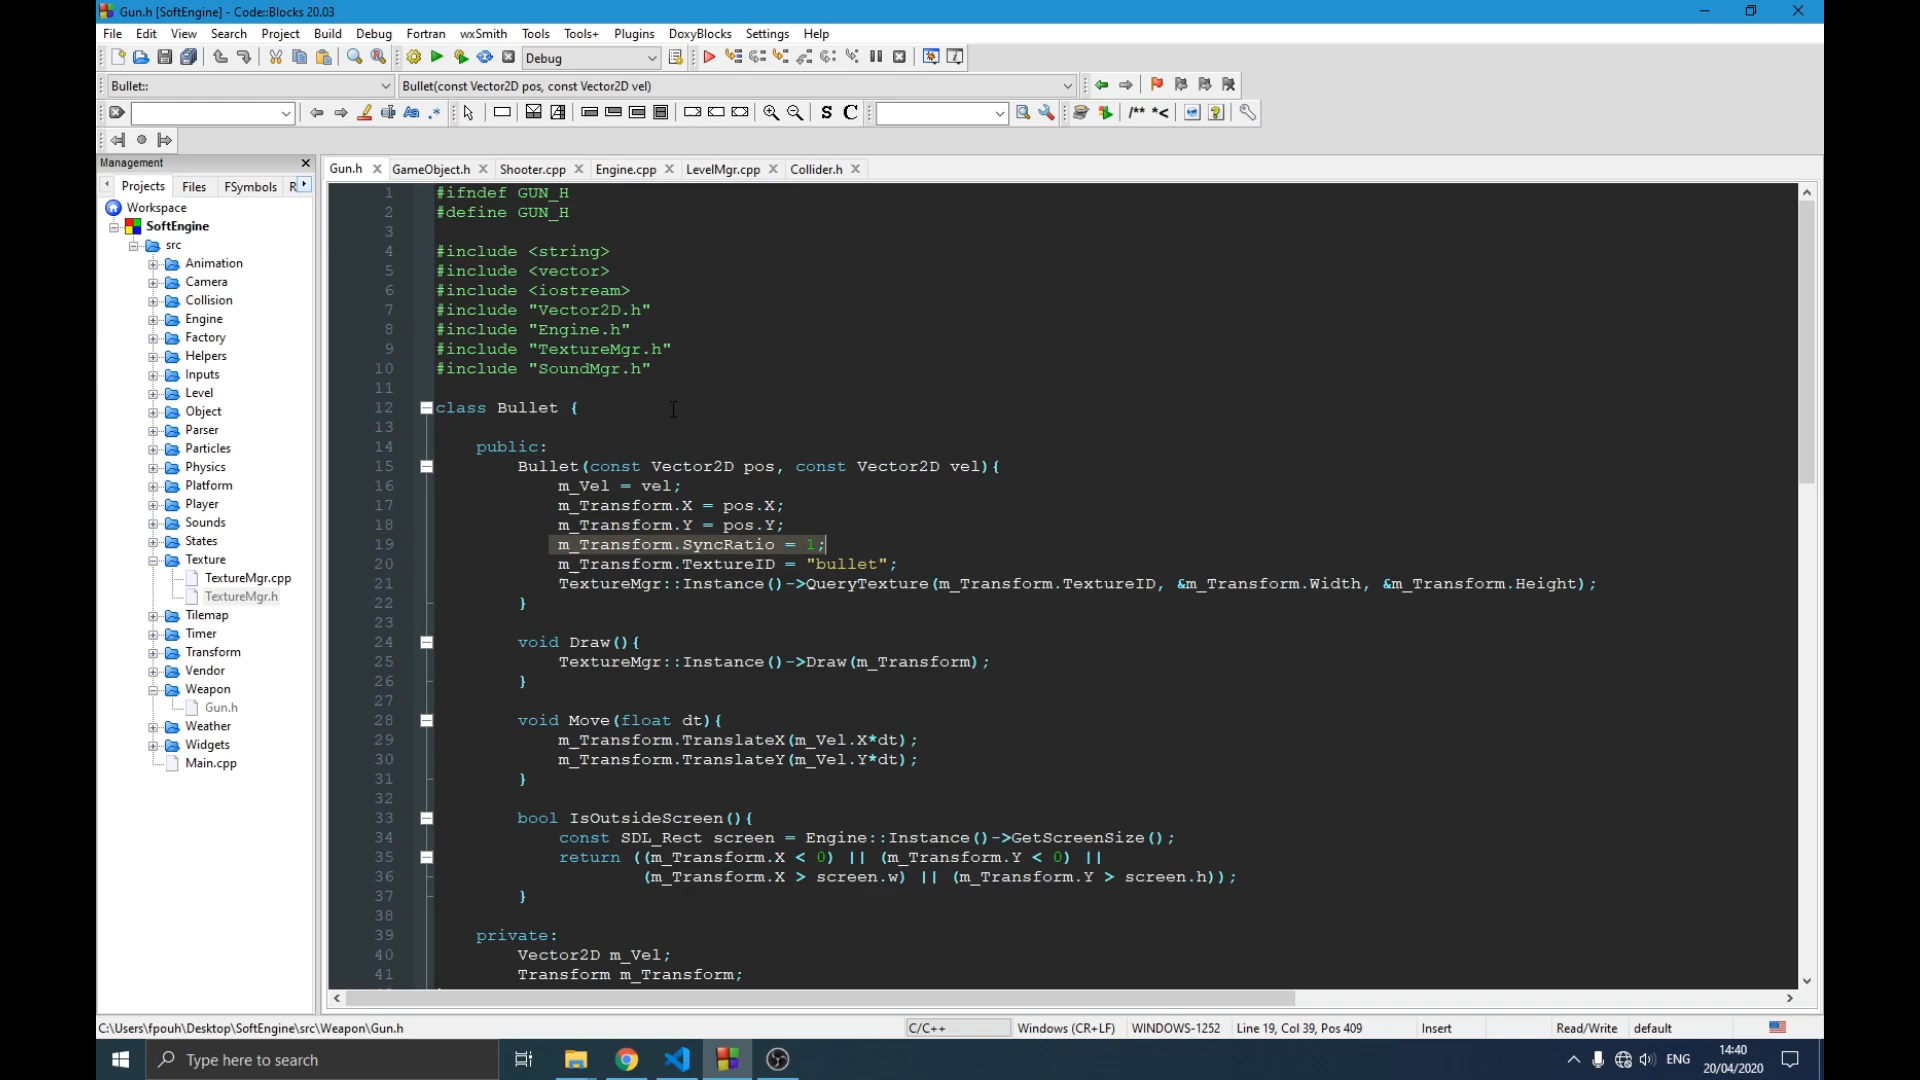 Gun.h [SoftEngine] - Code::Blocks 20.03
File Edit View Search Project Build Debug Fortran wxSmith Tools Tools+ Plugins DoxyBlocks Settings Help
Debug
Bullet:: Bullet(const Vector2D pos, const Vector2D vel)
Management
Projects Files FSymbols R
Gun.h GameObject.h Shooter.cpp Engine.cpp LevelMgr.cpp Collider.h
Workspace
SoftEngine
src
Animation
Camera
Collision
Engine
Factory
Helpers
Inputs
Level
Object
Parser
Particles
Physics
Platform
Player
Sounds
States
Texture
TextureMgr.cpp
TextureMgr.h
Tilemap
Timer
Transform
Vendor
Weapon
Gun.h
Weather
Widgets
Main.cpp
1 #ifndef GUN_H
2 #define GUN_H
3
4 #include <string>
5 #include <vector>
6 #include <iostream>
7 #include "Vector2D.h"
8 #include "Engine.h"
9 #include "TextureMgr.h"
10 #include "SoundMgr.h"
11
12 class Bullet {
13
14 public:
15 Bullet(const Vector2D pos, const Vector2D vel){
16 m_Vel = vel;
17 m_Transform.X = pos.X;
18 m_Transform.Y = pos.Y;
19 m_Transform.SyncRatio = 1;
20 m_Transform.TextureID = "bullet";
21 TextureMgr::Instance()->QueryTexture(m_Transform.TextureID, &m_Transform.Width, &m_Transform.Height);
22 }
23
24 void Draw(){
25 TextureMgr::Instance()->Draw(m_Transform);
26 }
27
28 void Move(float dt){
29 m_Transform.TranslateX(m_Vel.X*dt);
30 m_Transform.TranslateY(m_Vel.Y*dt);
31 }
32
33 bool IsOutsideScreen(){
34 const SDL_Rect screen = Engine::Instance()->GetScreenSize();
35 return ((m_Transform.X < 0) || (m_Transform.Y < 0) ||
36 (m_Transform.X > screen.w) || (m_Transform.Y > screen.h));
37 }
38
39 private:
40 Vector2D m_Vel;
41 Transform m_Transform;
C:\Users\fpouh\Desktop\SoftEngine\src\Weapon\Gun.h C/C++ Windows (CR+LF) WINDOWS-1252 Line 19, Col 39, Pos 409 Insert Read/Write default
Type here to search
ENG
14:40
20/04/2020